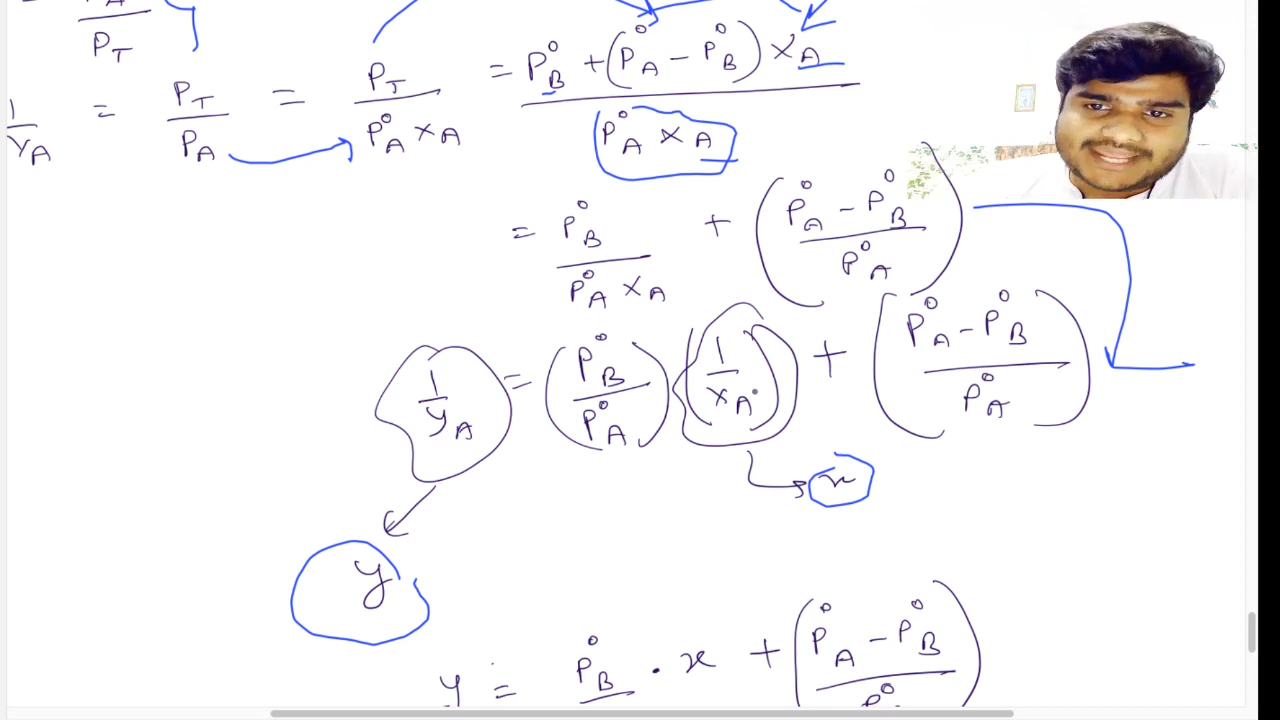 P_A / P_T
1/Y_A = P_T/P_A = P_T/(P°_A X_A) = (P°_B + (P°_A − P°_B) X_A)/(P°_A X_A)
= P°_B/(P°_A X_A) + ((P°_A − P°_B)/P°_A)
1/y_A = (P°_B/P°_A) (1/x_A) + ((P°_A − P°_B)/P°_A)
x
y
y = P°_B . x + ((P°_A − P°_B)/P°